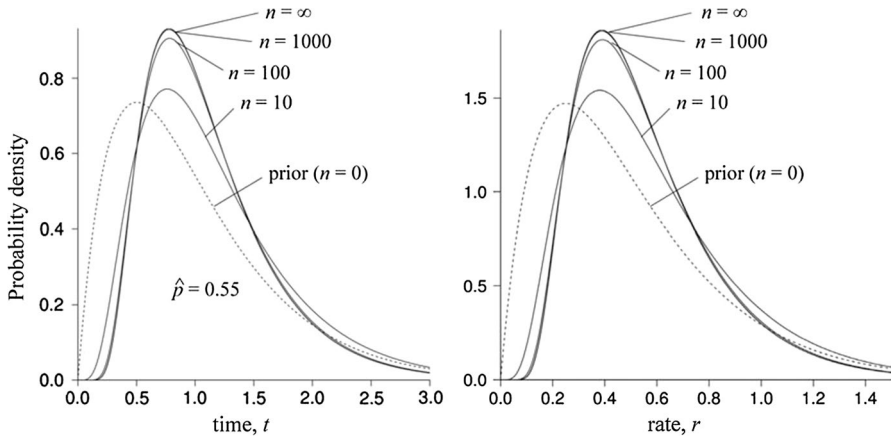 n = ∞
n = 1000
n = 100
n = 10
prior (n = 0)
p̂ = 0.55
Probability density
0.8
0.6
0.4
0.2
0.0
0.0 0.5 1.0 1.5 2.0 2.5 3.0
time, t
n = ∞
n = 1000
n = 100
n = 10
prior (n = 0)
1.5
1.0
0.5
0.0
0.0 0.2 0.4 0.6 0.8 1.0 1.2 1.4
rate, r